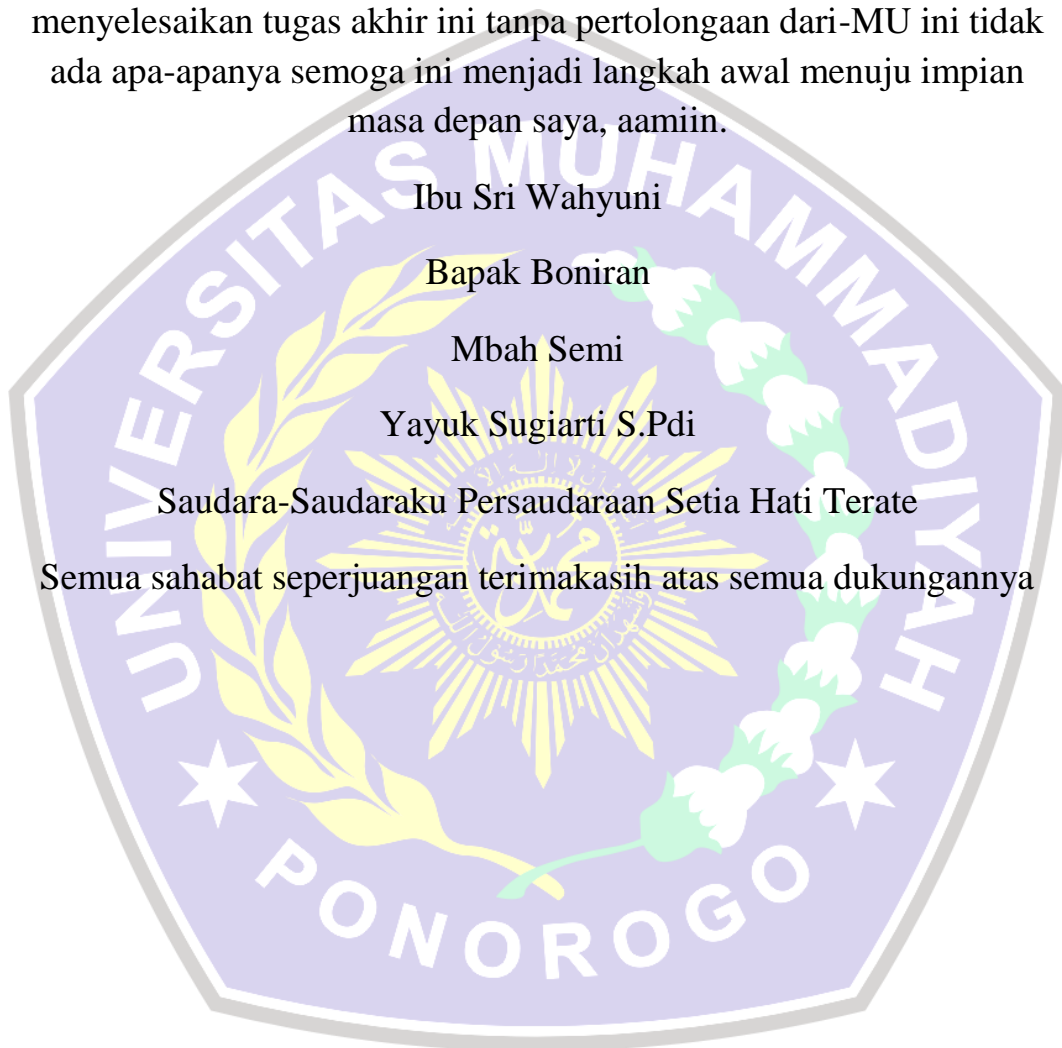 menyelesaikan tugas akhir ini tanpa pertolongaan dari-MU ini tidak
ada apa-apanya semoga ini menjadi langkah awal menuju impian
masa depan saya, aamiin.
Ibu Sri Wahyuni
Bapak Boniran
Mbah Semi
Yayuk Sugiarti S.Pdi
Saudara-Saudaraku Persaudaraan Setia Hati Terate
Semua sahabat seperjuangan terimakasih atas semua dukungannya
UNIVERSITAS MUHAMMADIYAH
PONOROGO